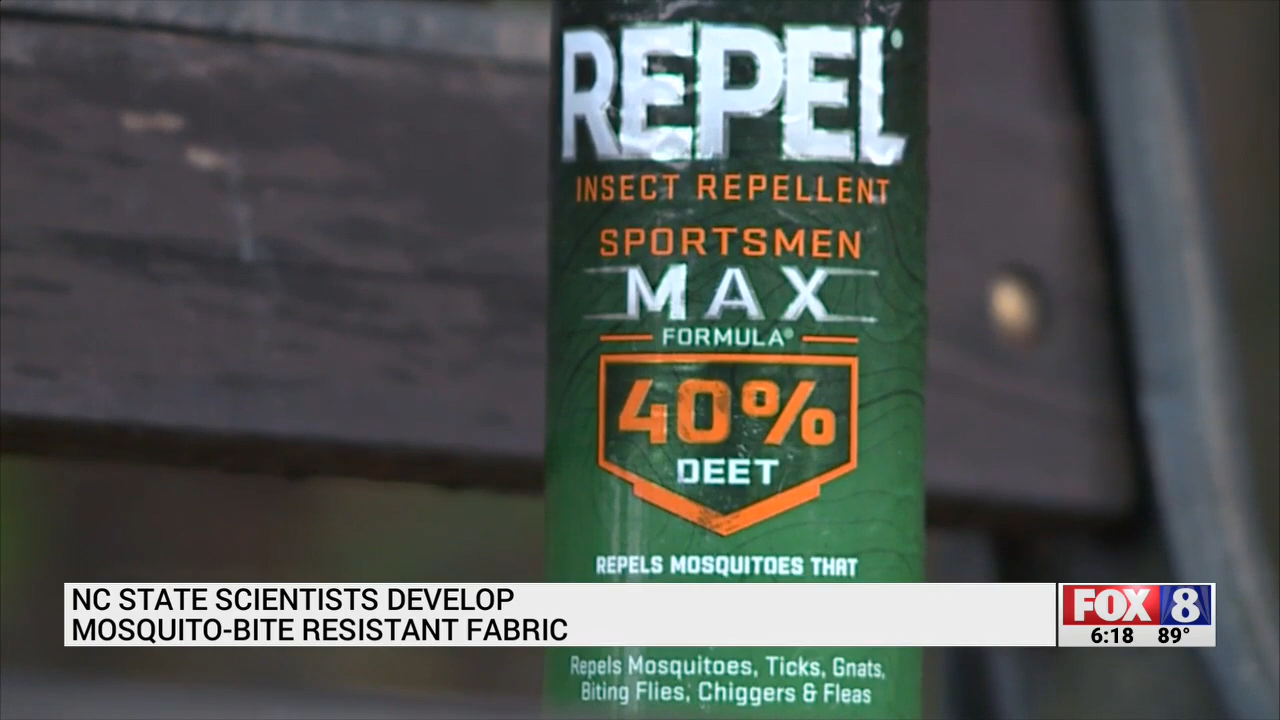 REPEL®
INSECT REPELLENT
SPORTSMEN
MAX
FORMULA®
40%
DEET
REPELS MOSQUITOES THAT
NC STATE SCIENTISTS DEVELOP
MOSQUITO-BITE RESISTANT FABRIC
FOX 8
6:18 89°
Repels Mosquitoes, Ticks, Gnats,
Biting Flies, Chiggers & Fleas